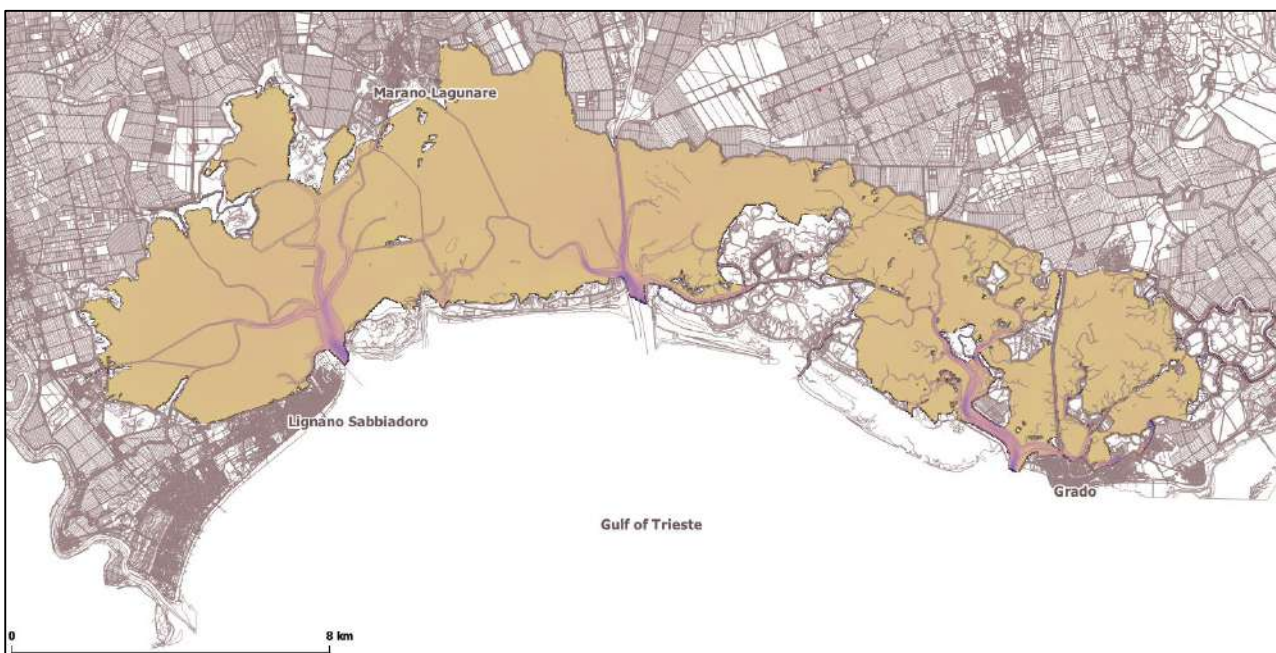 Marano Lagunare
Lignano Sabbiadoro
Grado
Gulf of Trieste
0 8 km